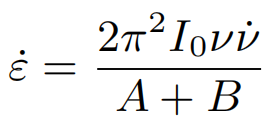 ε̇ = 2π²I₀νν̇ / (A + B)